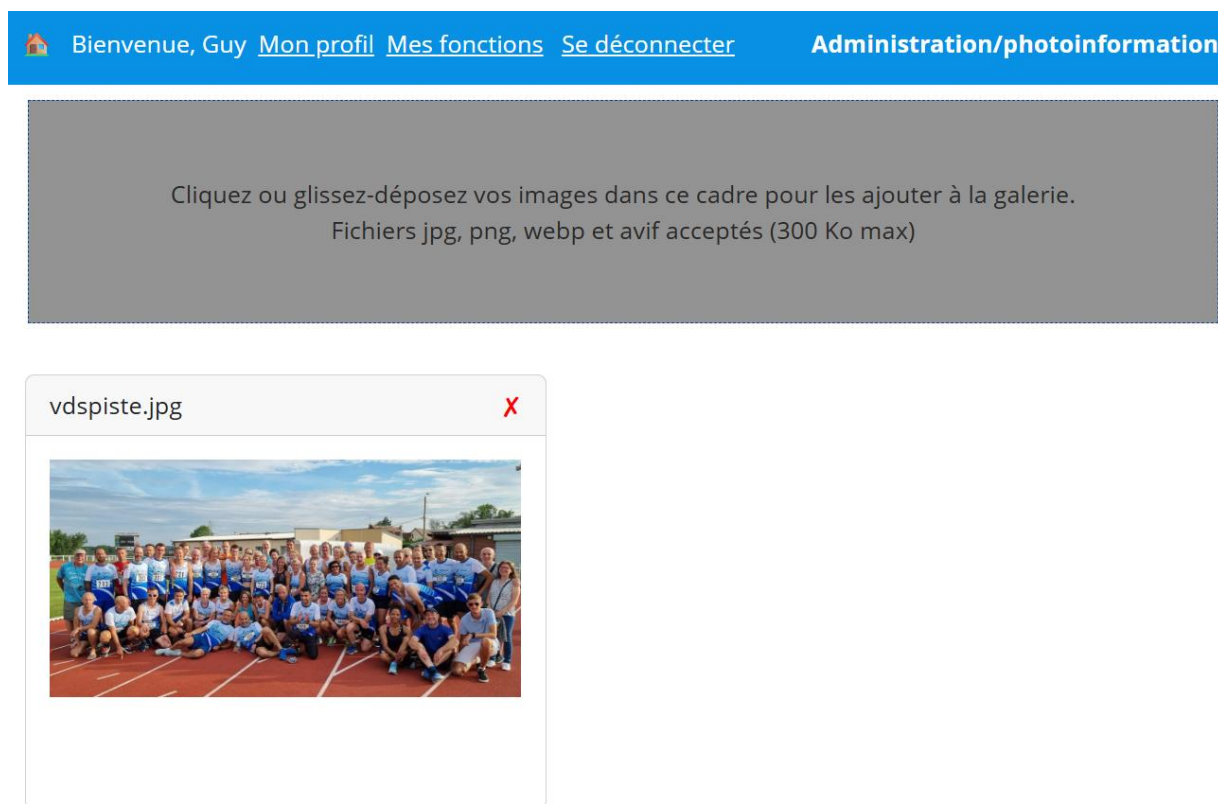 Bienvenue, Guy Mon profil Mes fonctions Se déconnecter Administration/photoinformation
Cliquez ou glissez-déposez vos images dans ce cadre pour les ajouter à la galerie.
Fichiers jpg, png, webp et avif acceptés (300 Ko max)
vdspiste.jpg ✗